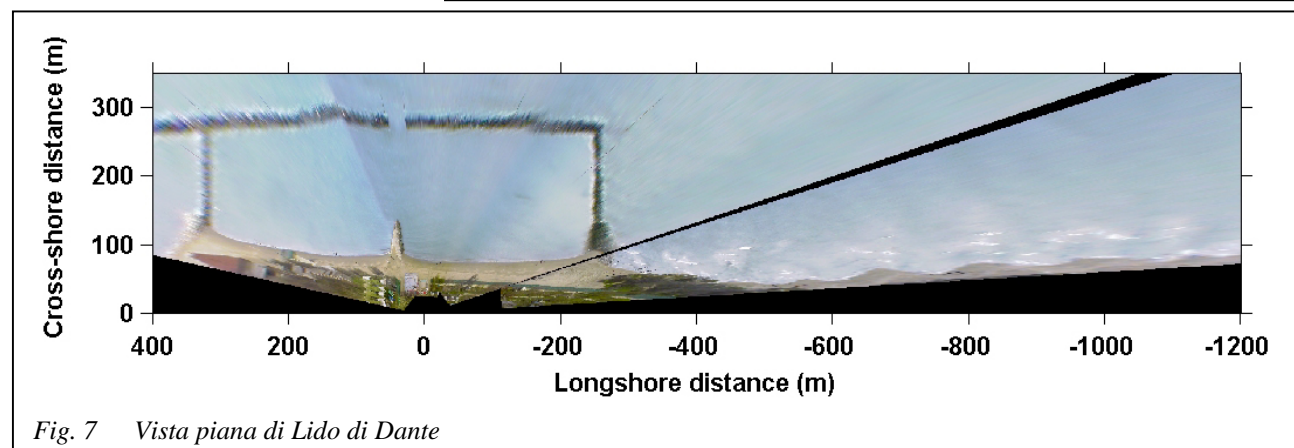 Cross-shore distance (m)
300
200
100
0
400 200 0 -200 -400 -600 -800 -1000 -1200
Longshore distance (m)
Fig. 7 Vista piana di Lido di Dante